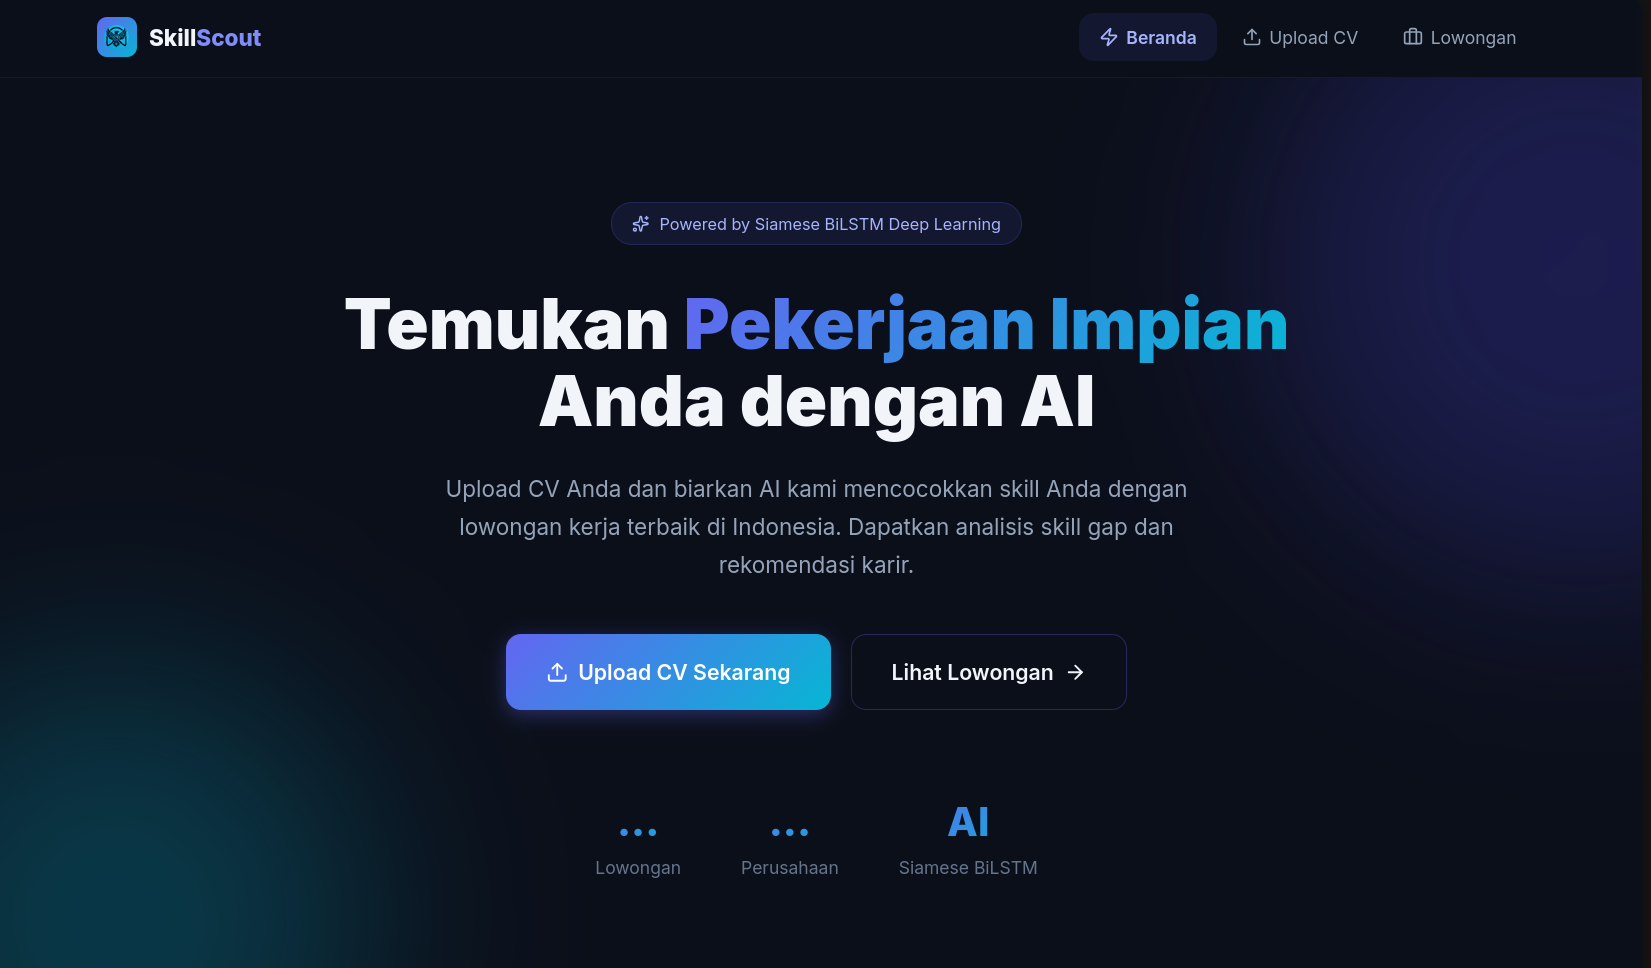 SkillScout
Beranda
Upload CV
Lowongan
Powered by Siamese BiLSTM Deep Learning
Temukan Pekerjaan Impian
Anda dengan AI
Upload CV Anda dan biarkan AI kami mencocokkan skill Anda dengan
lowongan kerja terbaik di Indonesia. Dapatkan analisis skill gap dan
rekomendasi karir.
Upload CV Sekarang
Lihat Lowongan →
...
Lowongan
...
Perusahaan
AI
Siamese BiLSTM